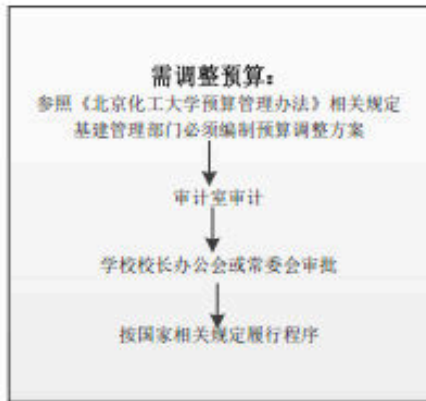 需调整预算：
参照《北京化工大学预算管理办法》相关规定
基建管理部门必须编制预算调整方案
审计室审计
学校校长办公会或常委会审批
按国家相关规定履行程序